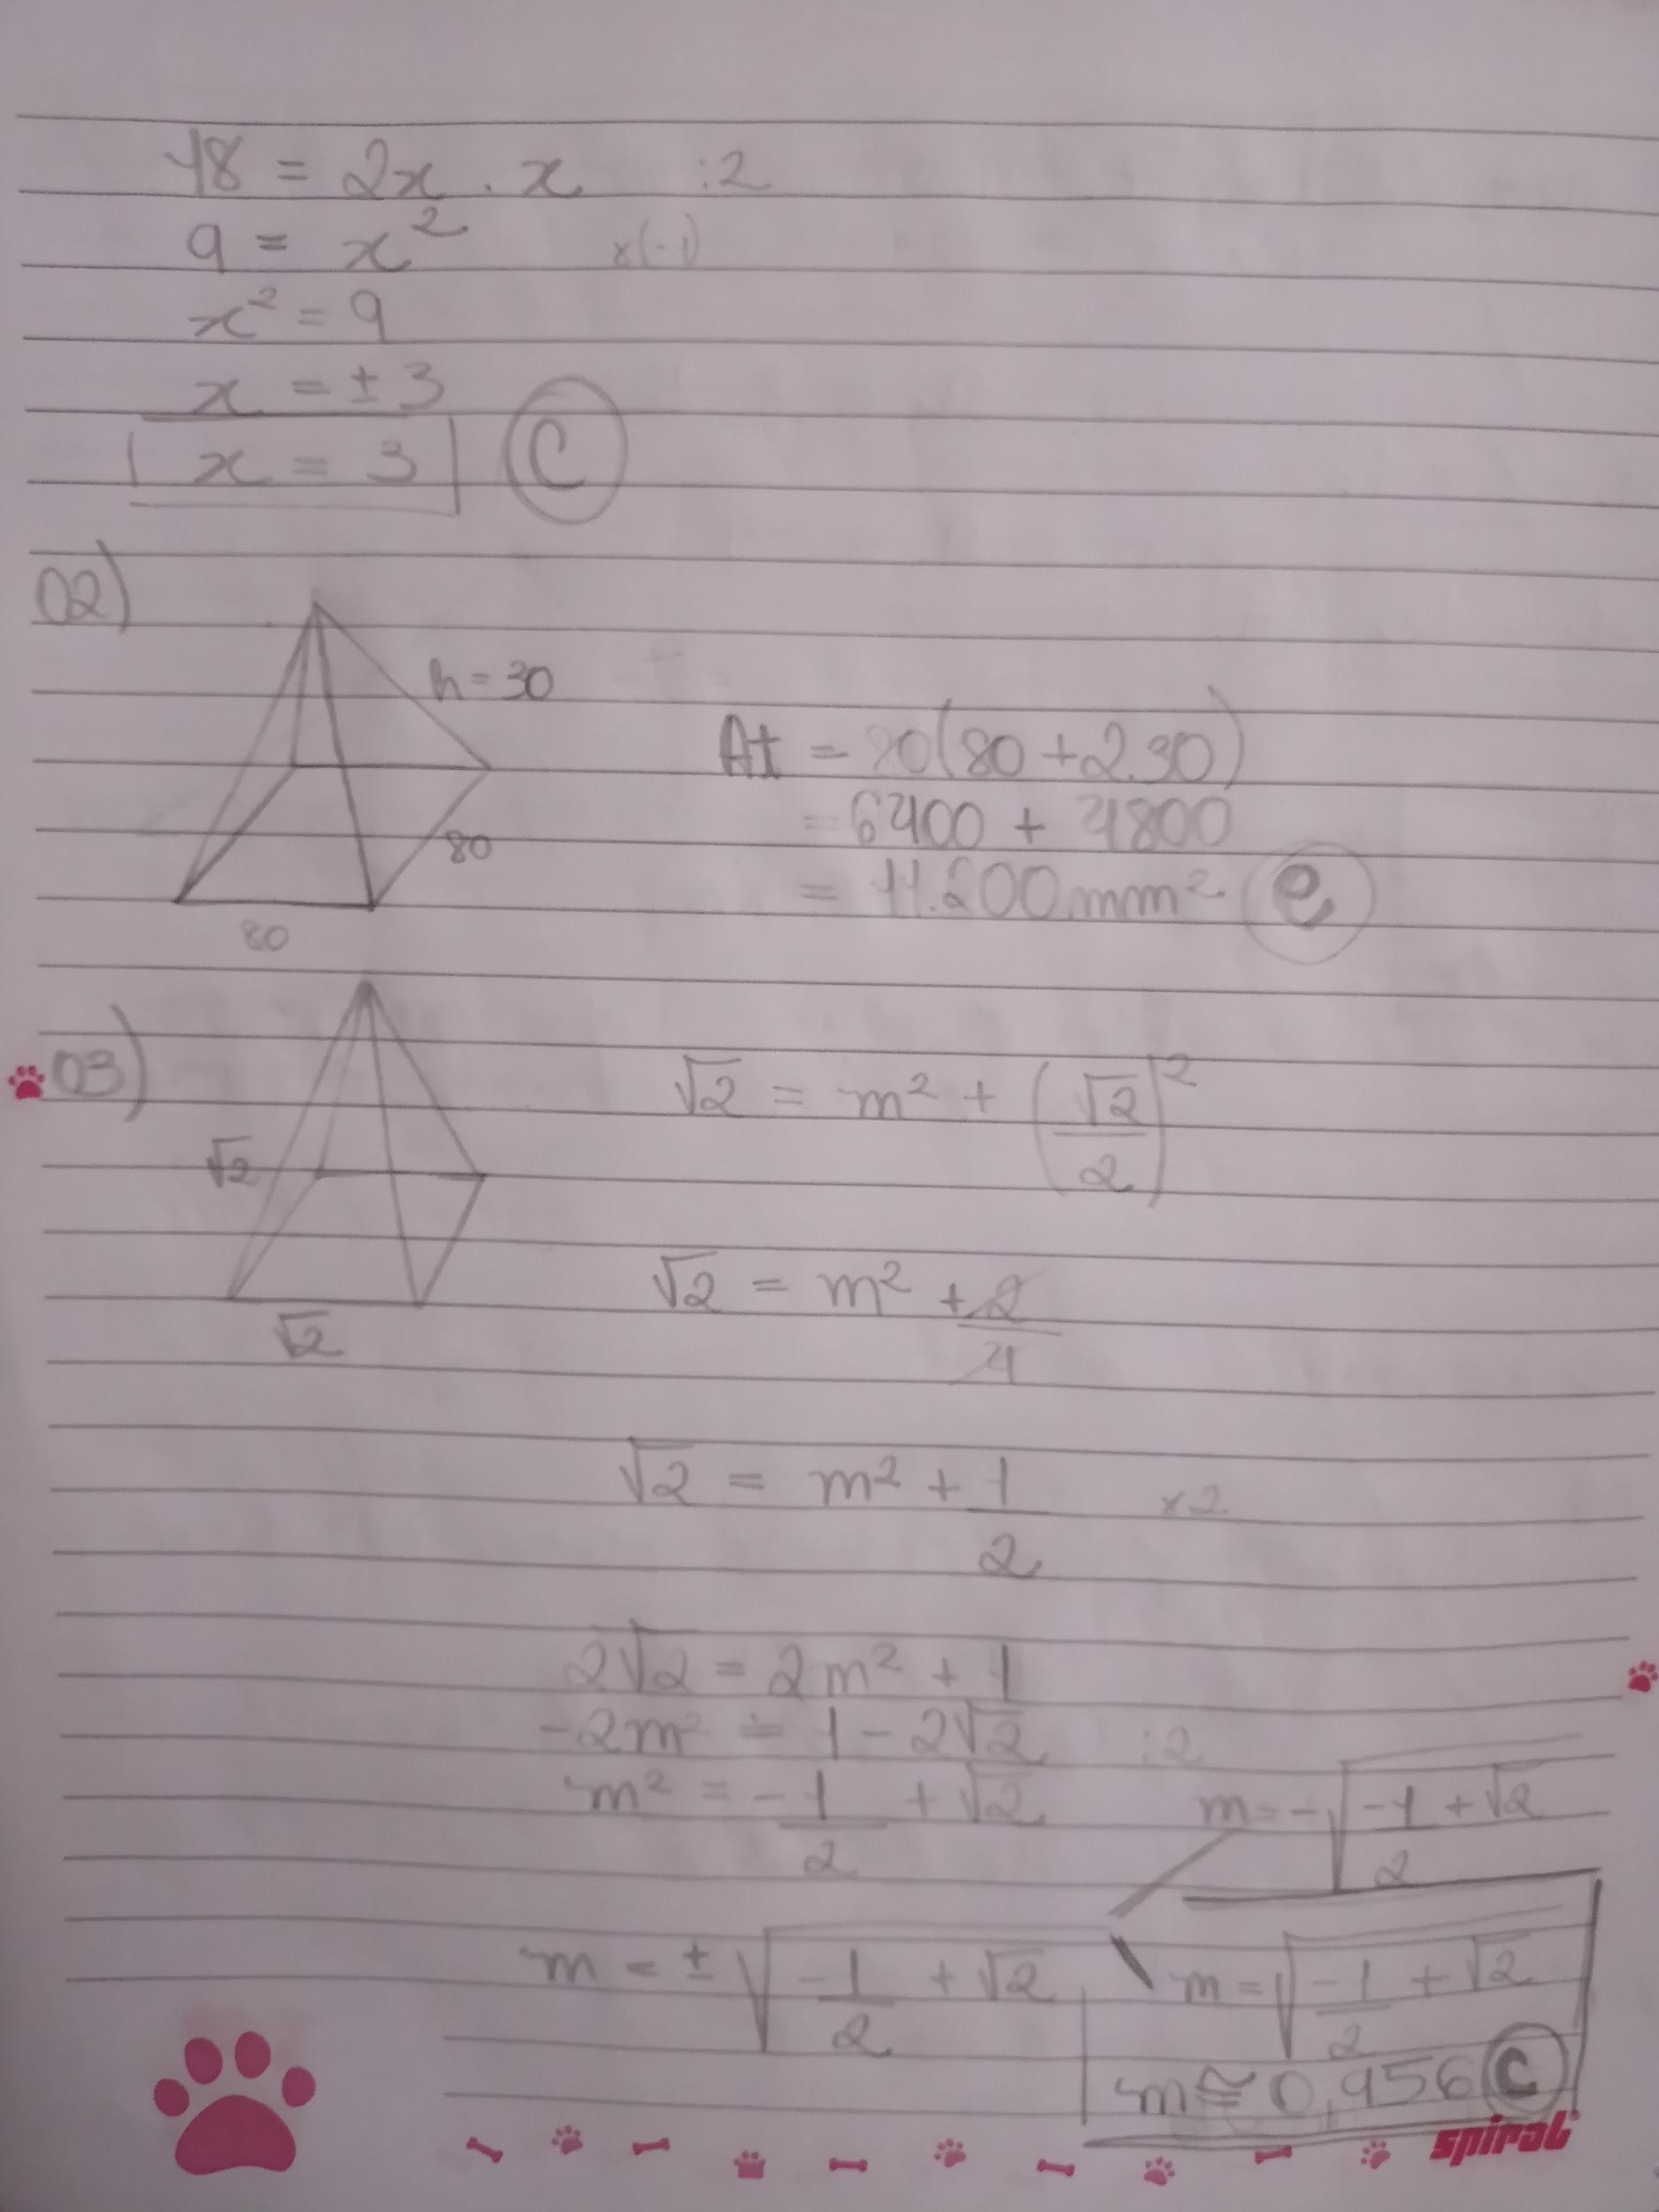 18 = 2x . x :2
9 = x² x(-1)
x² = 9
x = ± 3
x = 3 C
02)
h = 30
80
80
At = 80(80 + 2.30)
= 6400 + 4800
= 11.200 mm² e
03)
√2
√2
√2 = m² + (√2/2)²
√2 = m² + 2/4
√2 = m² + 1/2 x2
2√2 = 2m² + 1
-2m² = 1 - 2√2 :2
m² = -1/2 + √2
m = ± √(-1/2 + √2)
m = -√(-1/2 + √2)
m = √(-1/2 + √2)
m ≅ 0,956 C
spiral